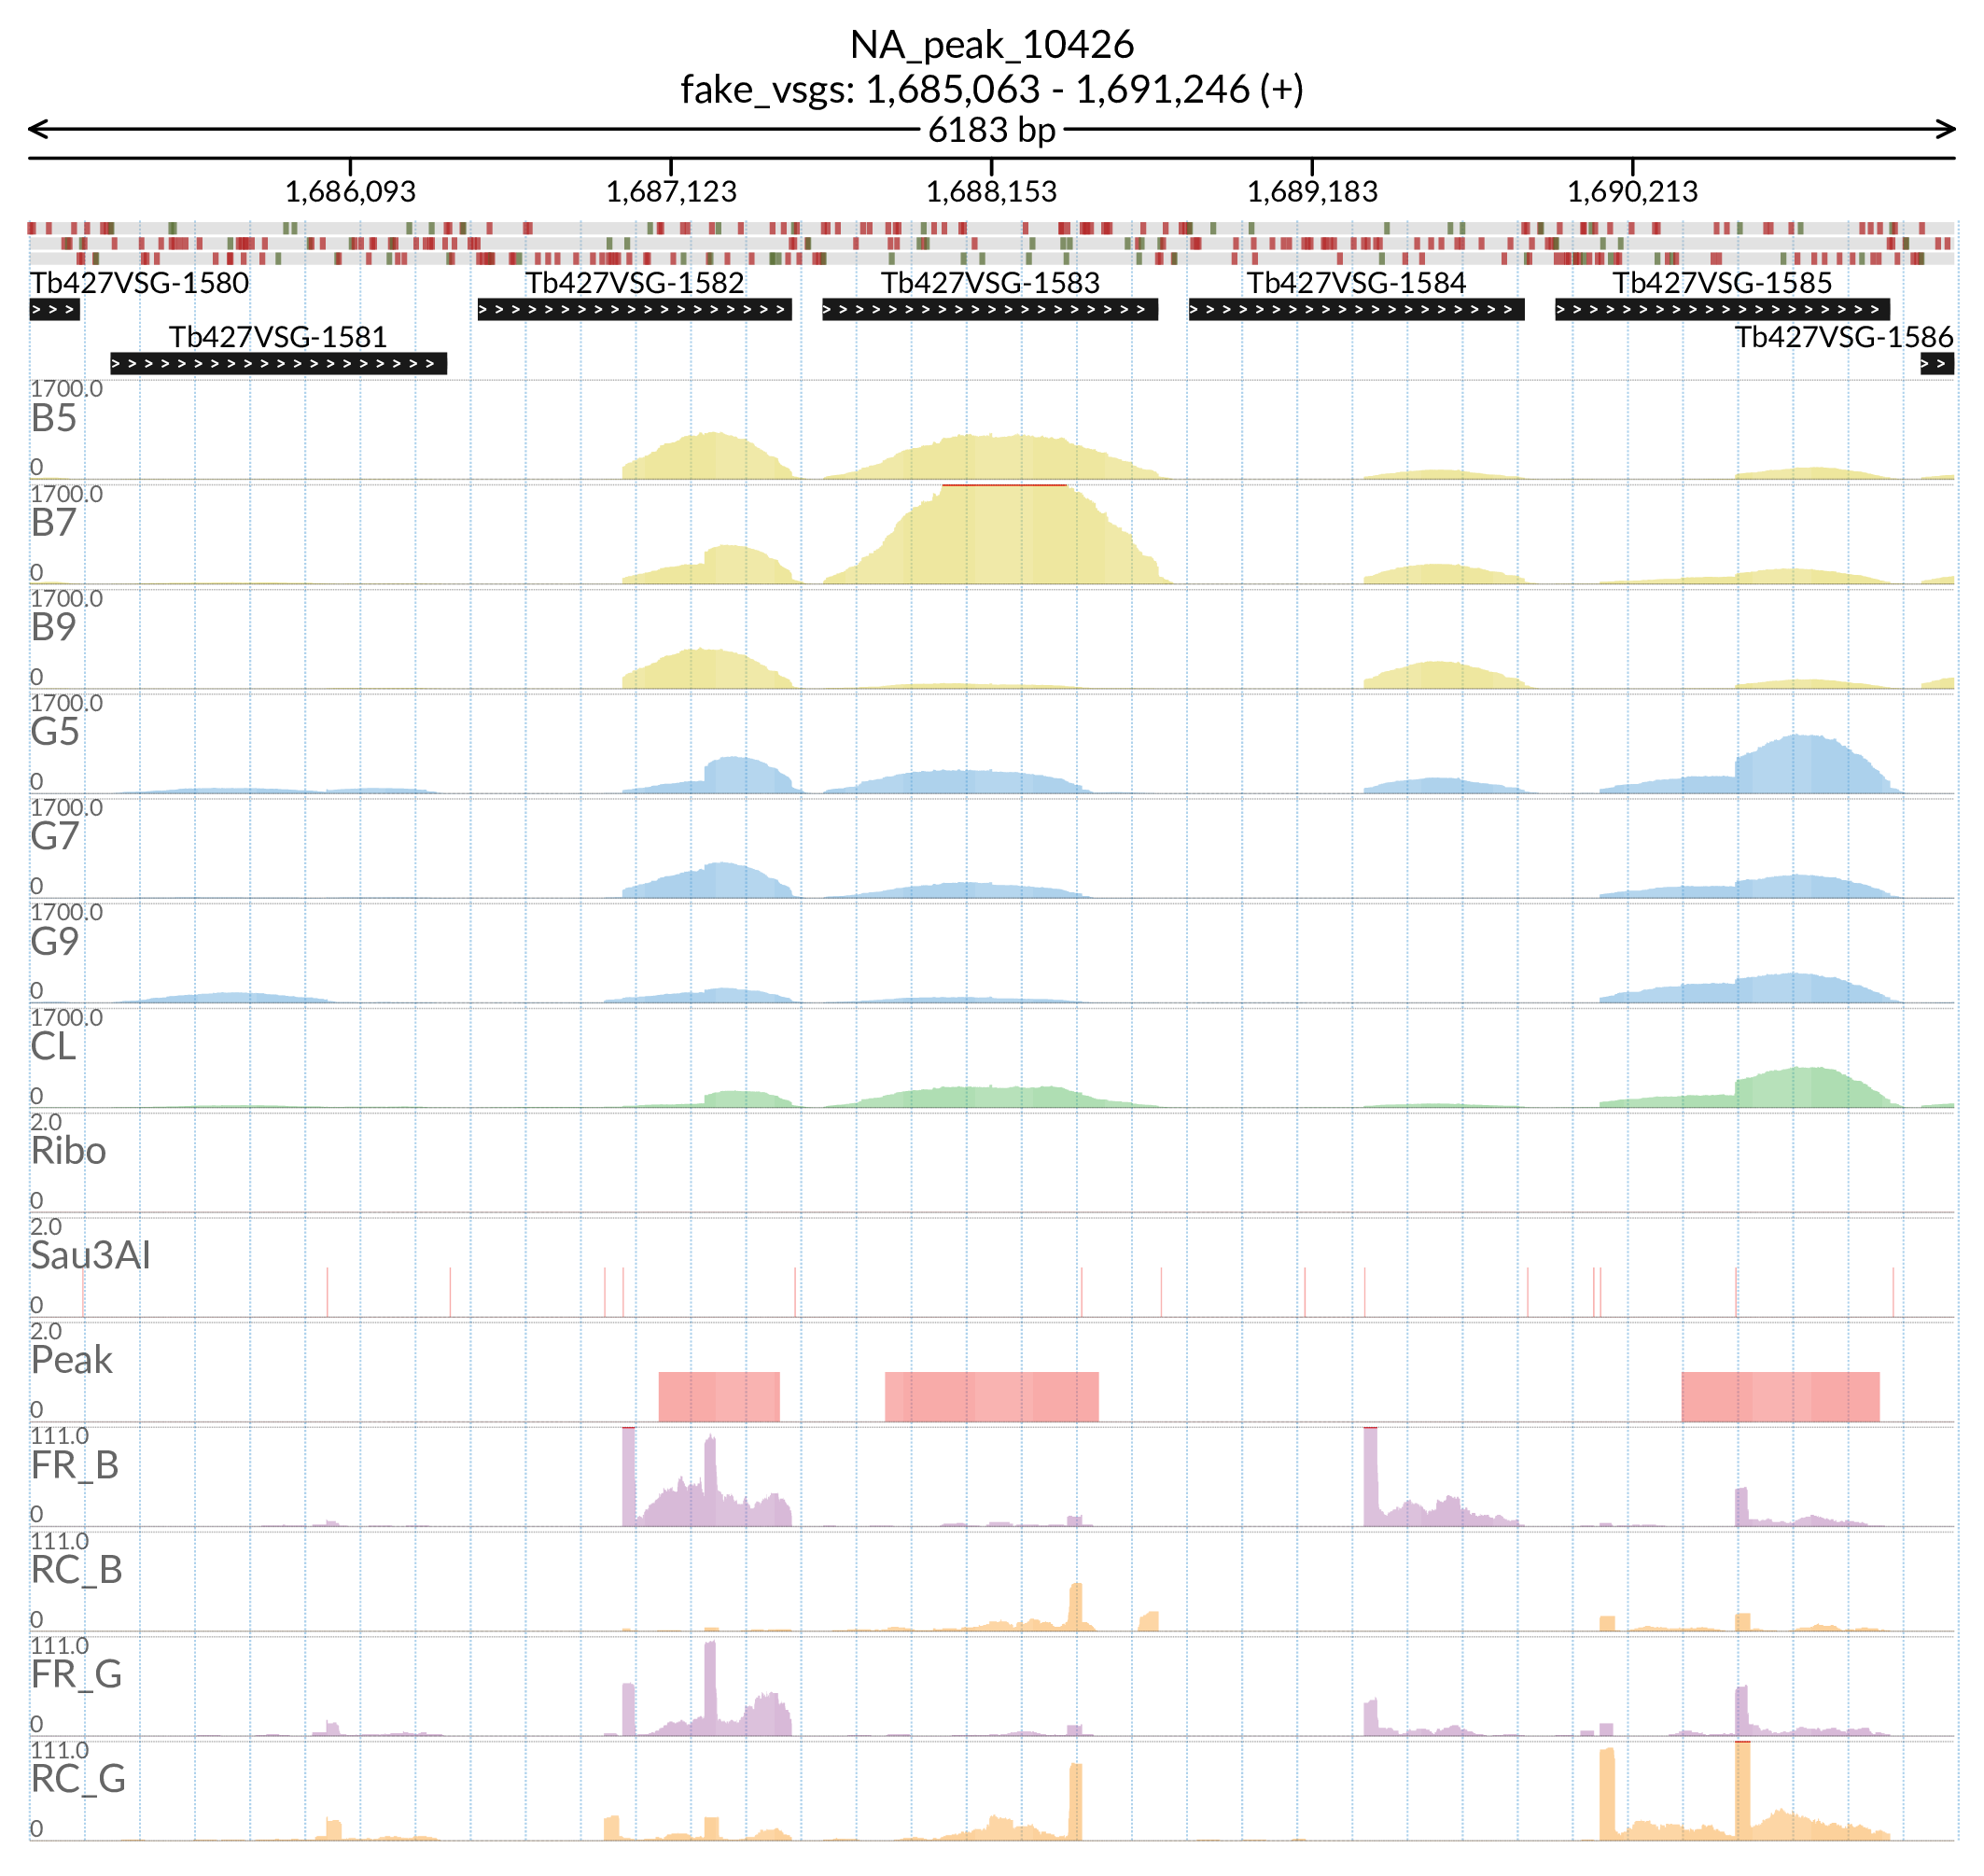 NA_peak_10426
fake_vsgs: 1,685,063 - 1,691,246 (+)
6183 bp
1,686,093 1,687,123 1,688,153 1,689,183 1,690,213
Tb427VSG-1580 Tb427VSG-1582 Tb427VSG-1583 Tb427VSG-1584 Tb427VSG-1585
Tb427VSG-1581 Tb427VSG-1586
1700.0
B5
0
1700.0
B7
0
1700.0
B9
0
1700.0
G5
0
1700.0
G7
0
1700.0
G9
0
1700.0
CL
0
2.0
Ribo
0
2.0
Sau3AI
0
2.0
Peak
0
111.0
FR_B
0
111.0
RC_B
0
111.0
FR_G
0
111.0
RC_G
0